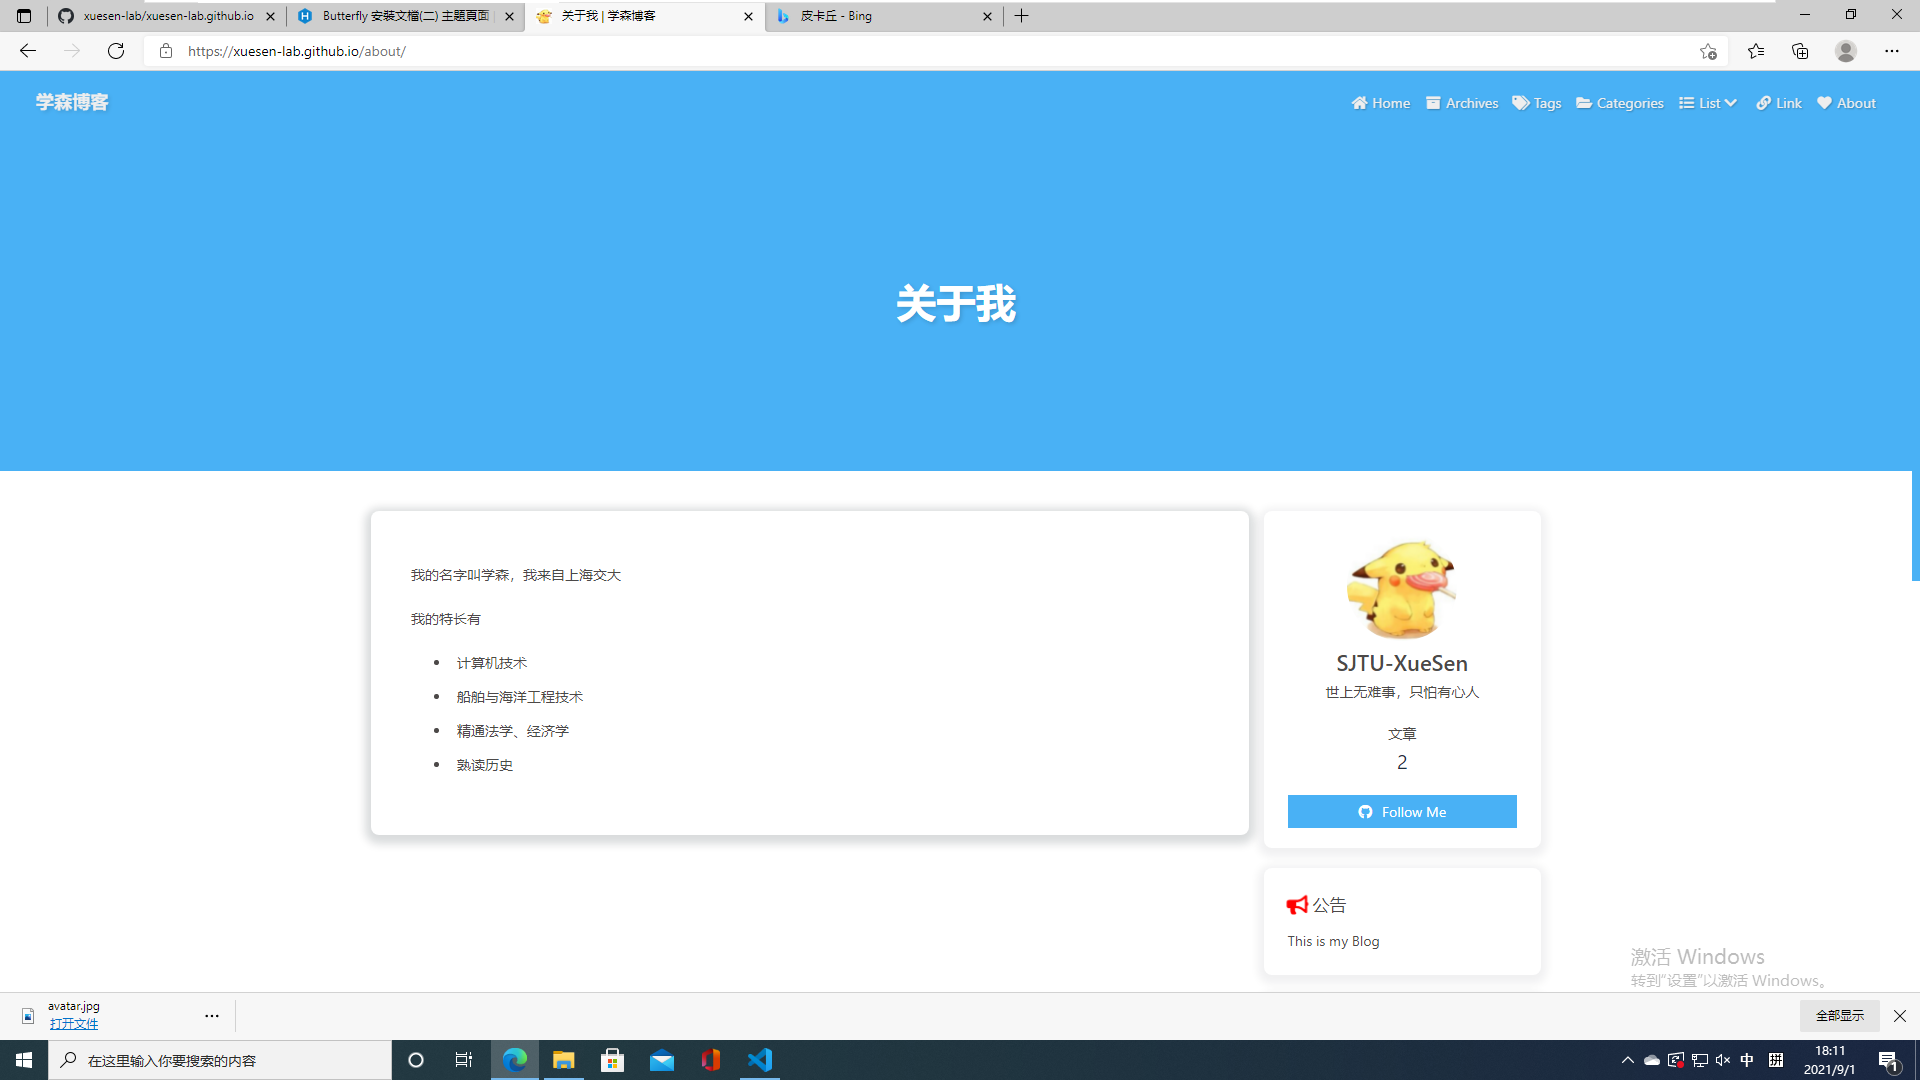 xuesen-lab/xuesen-lab.github.io
Butterfly 安裝文檔(二) 主題頁面
关于我 | 学森博客
皮卡丘 - Bing
https://xuesen-lab.github.io/about/
学森博客
Home
Archives
Tags
Categories
List
Link
About
关于我
我的名字叫学森，我来自上海交大
我的特长有
计算机技术
船舶与海洋工程技术
精通法学、经济学
熟读历史
SJTU-XueSen
世上无难事，只怕有心人
文章
2
Follow Me
公告
This is my Blog
激活 Windows
转到“设置”以激活 Windows。
avatar.jpg
打开文件
全部显示
在这里输入你要搜索的内容
中
拼
18:11
2021/9/1
1